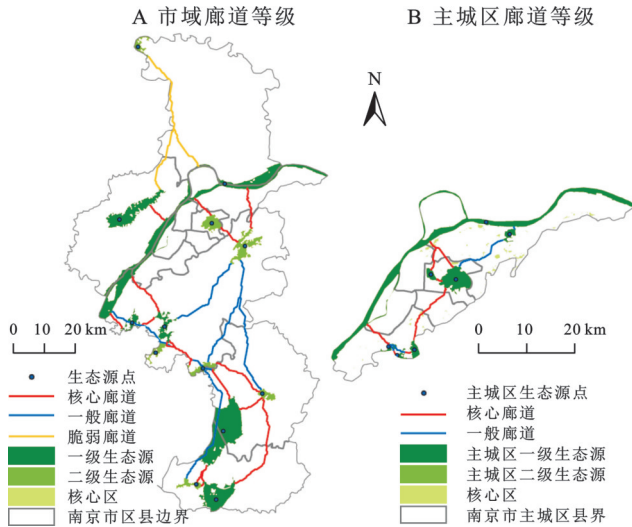 A 市域廊道等级
B 主城区廊道等级
N
0 10 20 km
生态源点
核心廊道
一般廊道
脆弱廊道
一级生态源
二级生态源
核心区
南京市区县边界
0 10 20 km
主城区生态源点
核心廊道
一般廊道
主城区一级生态源
主城区二级生态源
核心区
南京市主城区县界